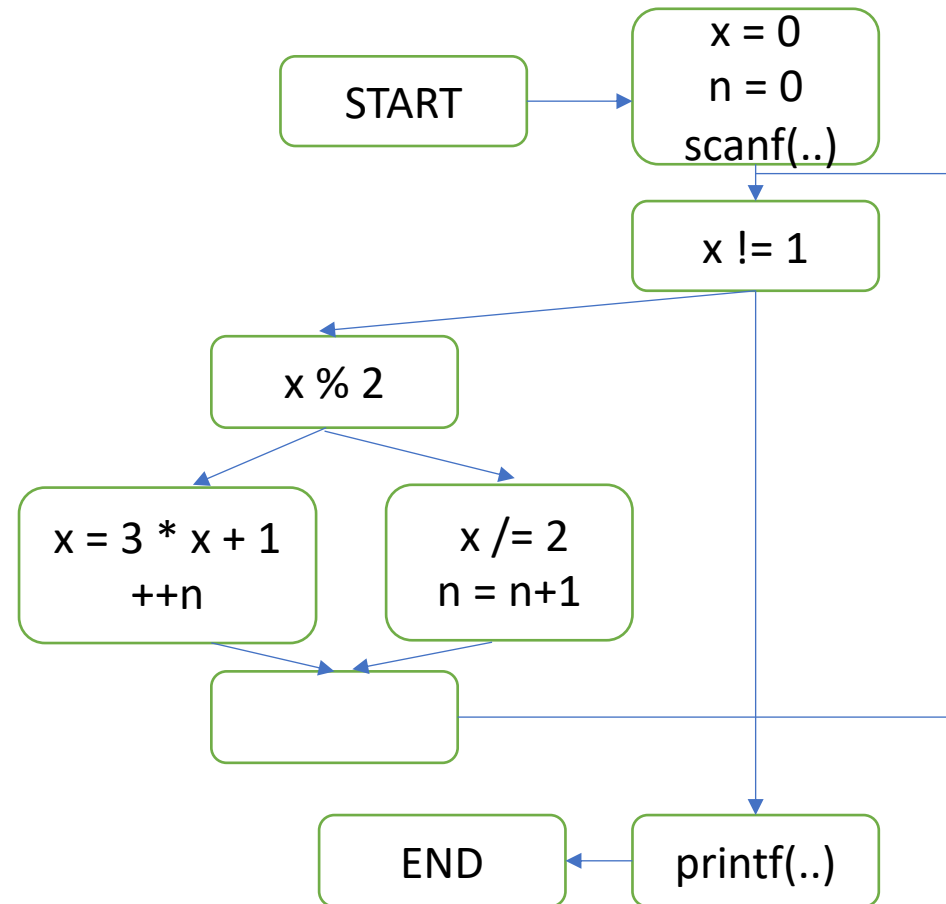 START
x = 0
n = 0
scanf(..)
x != 1
x % 2
x = 3 * x + 1
++n
x /= 2
n = n+1
END
printf(..)